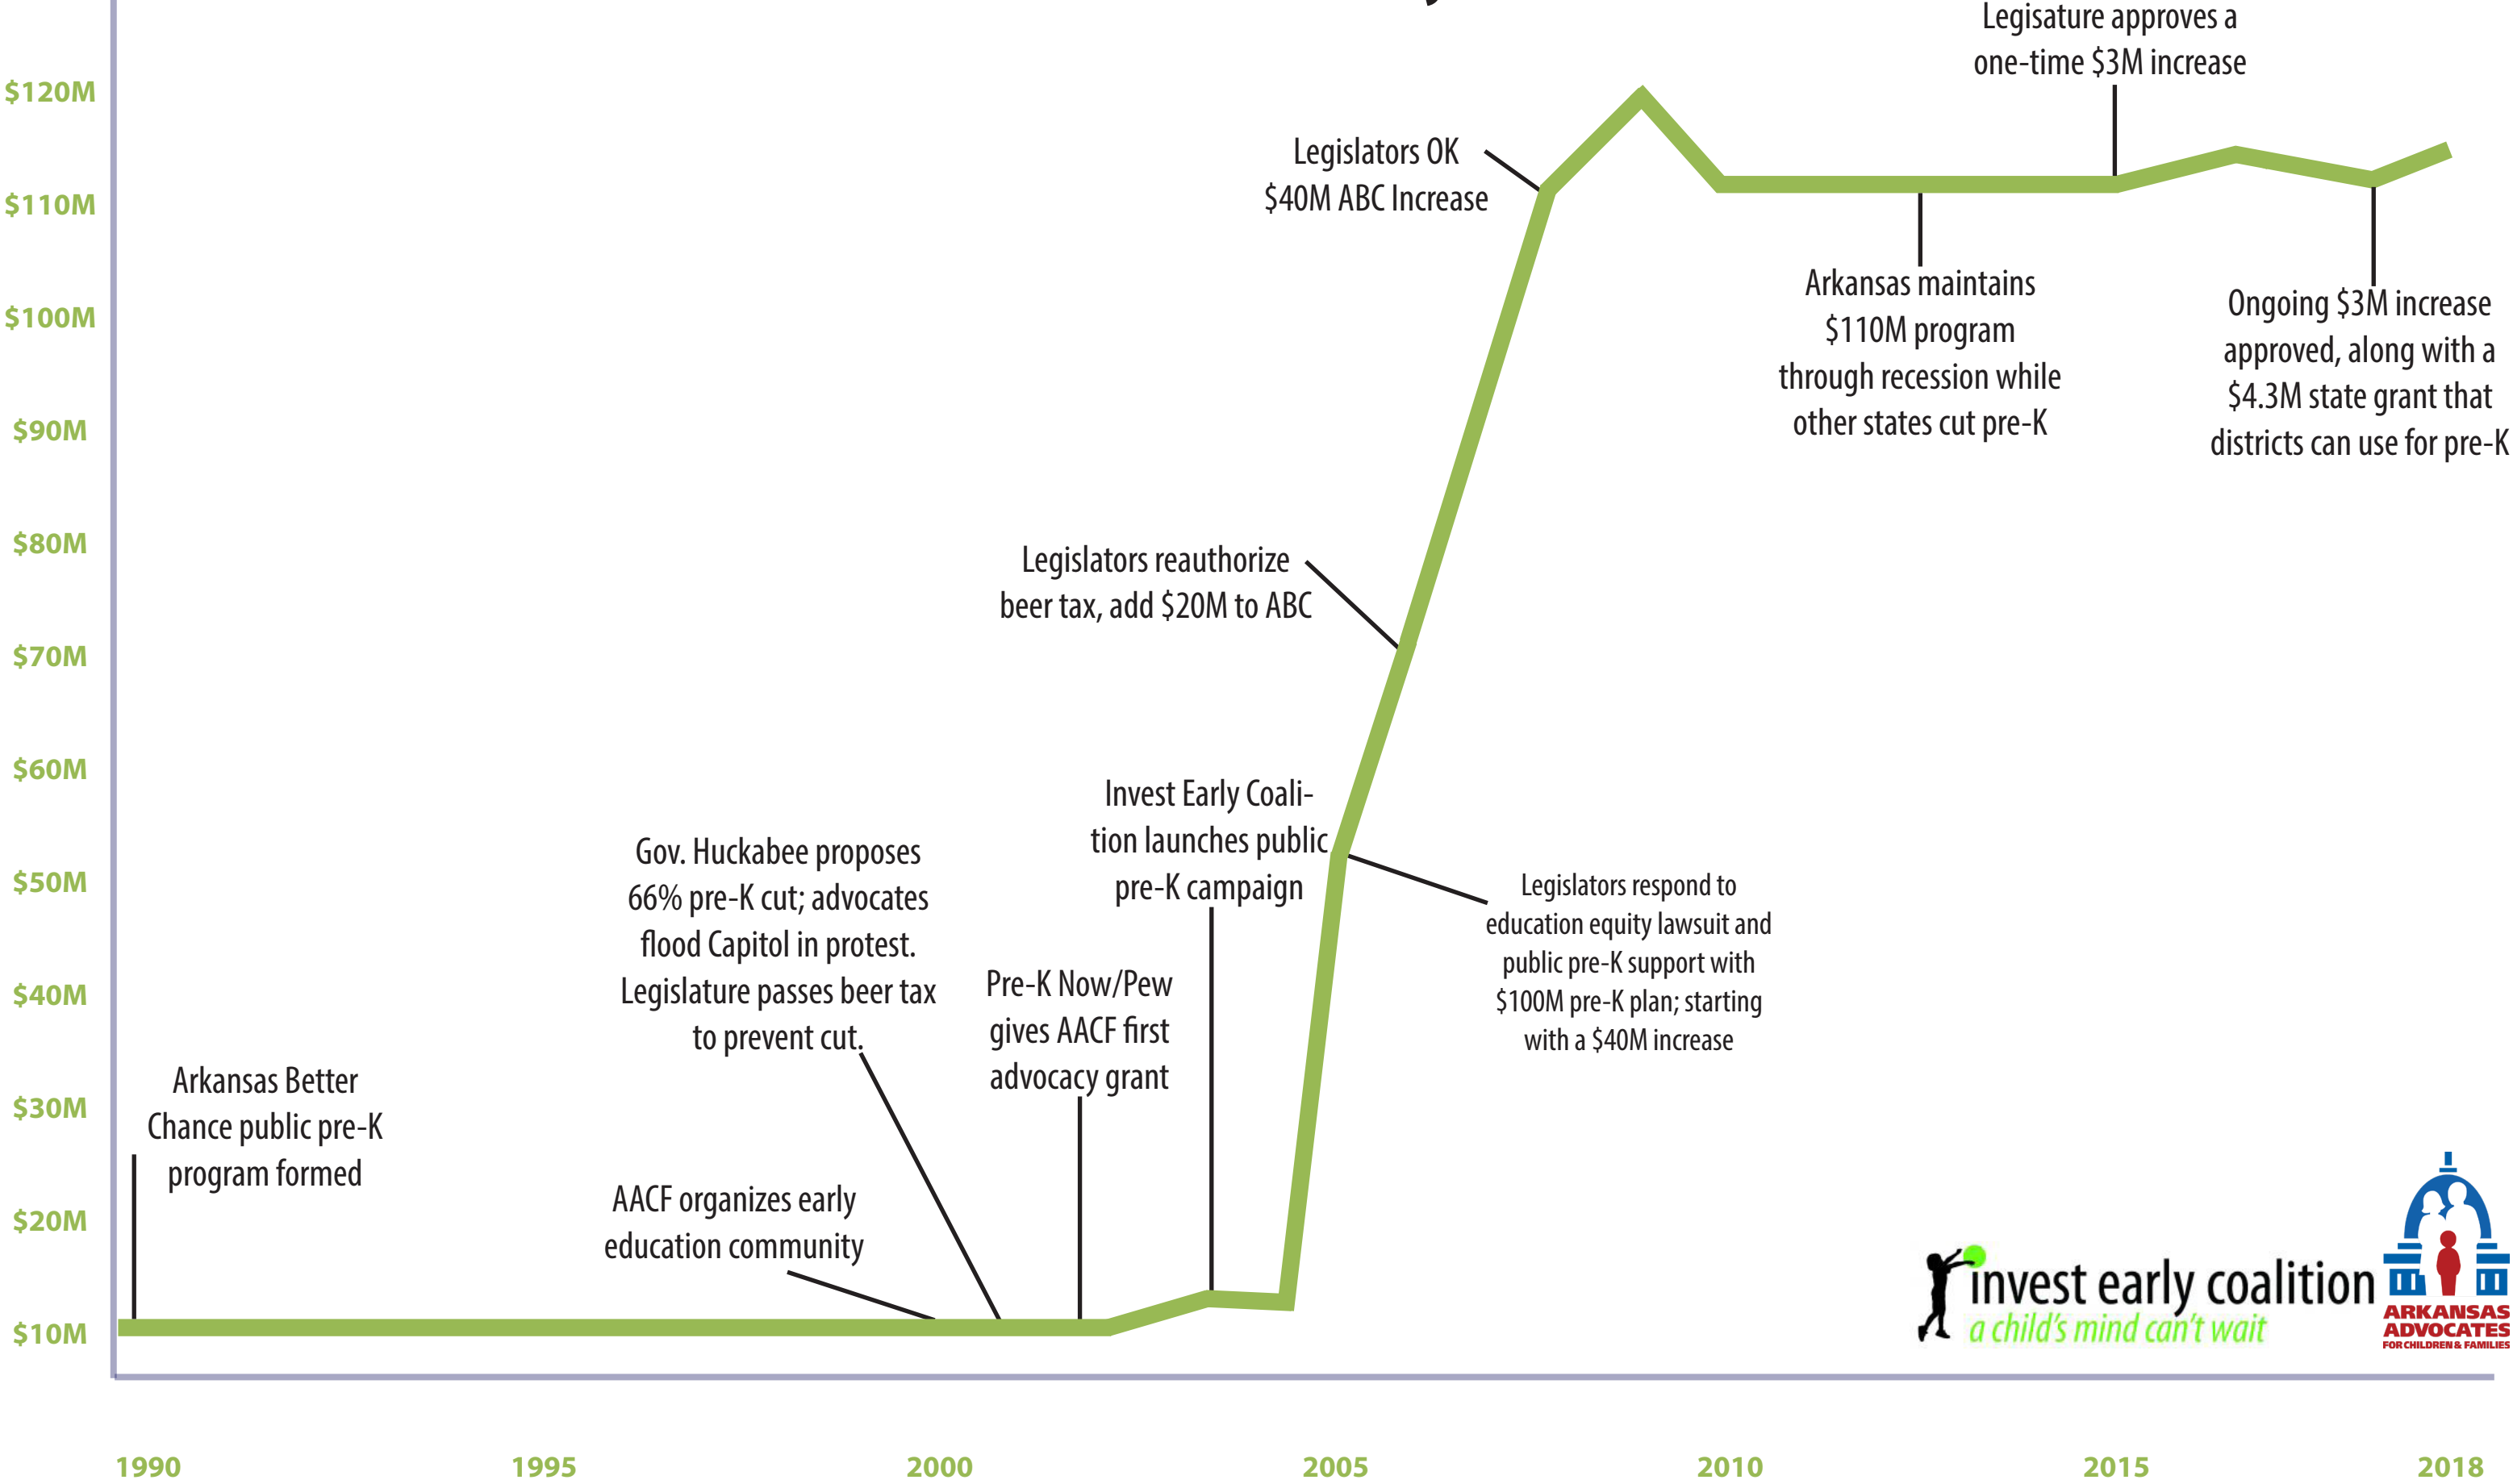 Legisature approves a
one-time $3M increase
$120M
Legislators OK
$40M ABC Increase
$110M
Arkansas maintains
$110M program
through recession while
other states cut pre-K
Ongoing $3M increase
approved, along with a
$4.3M state grant that
districts can use for pre-K
$100M
$90M
$80M
Legislators reauthorize
beer tax, add $20M to ABC
$70M
$60M
Invest Early Coali-
tion launches public
pre-K campaign
Gov. Huckabee proposes
66% pre-K cut; advocates
flood Capitol in protest.
Legislature passes beer tax
to prevent cut.
$50M
Legislators respond to
education equity lawsuit and
public pre-K support with
$100M pre-K plan; starting
with a $40M increase
Pre-K Now/Pew
gives AACF first
advocacy grant
$40M
Arkansas Better
Chance public pre-K
program formed
$30M
AACF organizes early
education community
$20M
$10M
invest early coalition
a child's mind can't wait
ARKANSAS
ADVOCATES
FOR CHILDREN & FAMILIES
1990
1995
2000
2005
2010
2015
2018